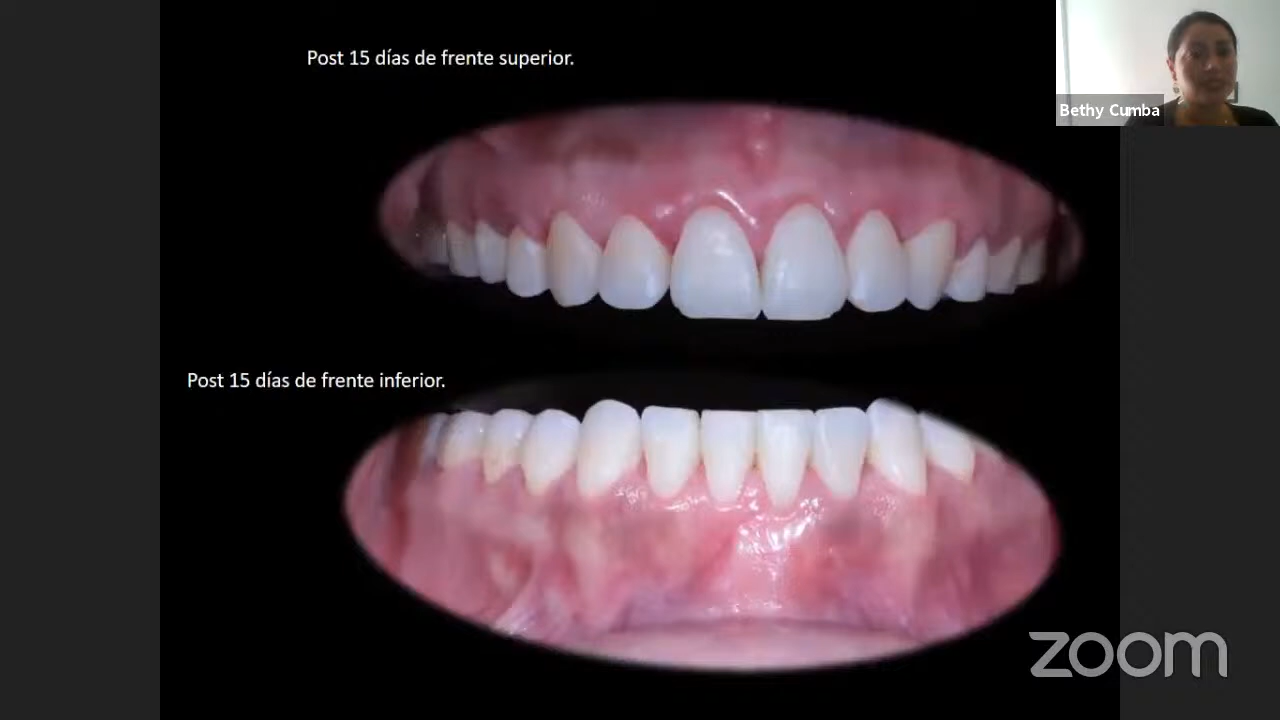 Post 15 días de frente superior.
Bethy Cumba
Post 15 días de frente inferior.
zoom